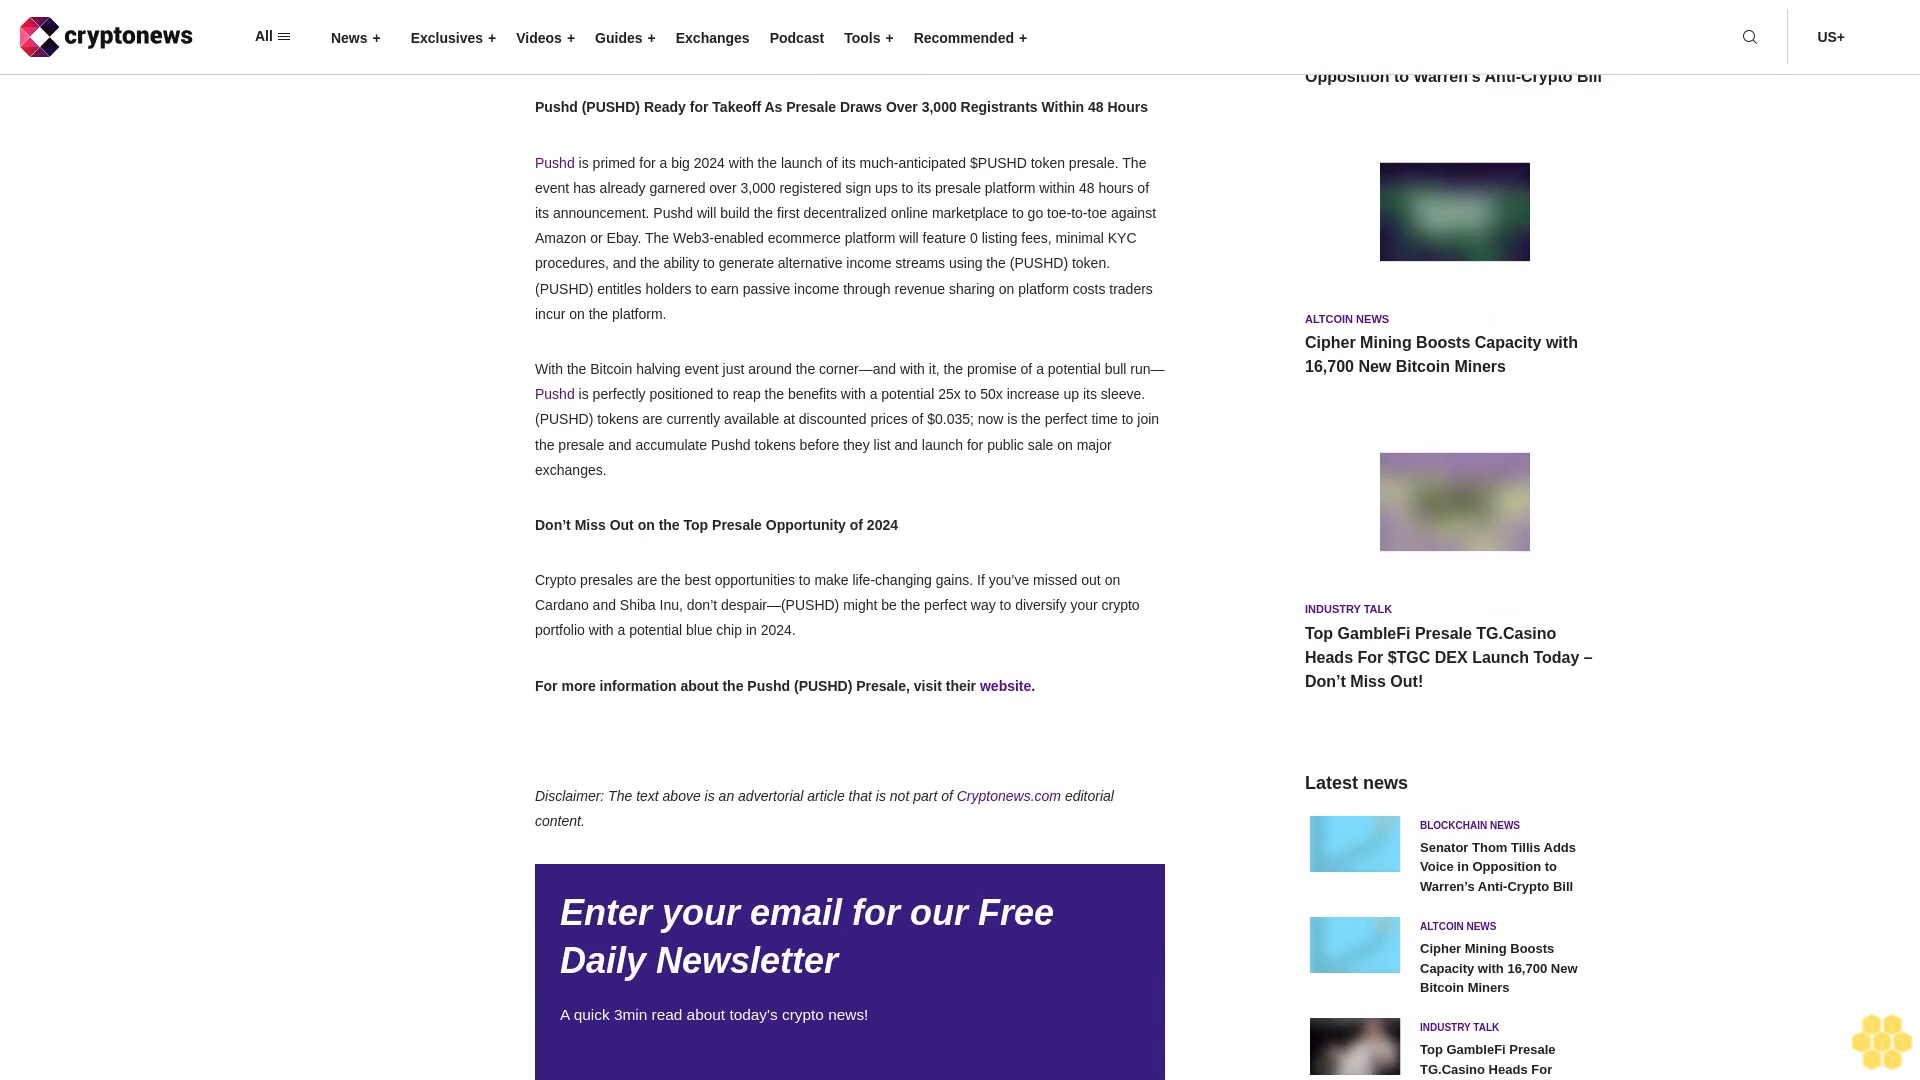 cryptonews
All
News +
Exclusives +
Videos +
Guides +
Exchanges
Podcast
Tools +
Recommended +
US+
Pushd (PUSHD) Ready for Takeoff As Presale Draws Over 3,000 Registrants Within 48 Hours
Pushd is primed for a big 2024 with the launch of its much-anticipated $PUSHD token presale. The
event has already garnered over 3,000 registered sign ups to its presale platform within 48 hours of
its announcement. Pushd will build the first decentralized online marketplace to go toe-to-toe against
Amazon or Ebay. The Web3-enabled ecommerce platform will feature 0 listing fees, minimal KYC
procedures, and the ability to generate alternative income streams using the (PUSHD) token.
(PUSHD) entitles holders to earn passive income through revenue sharing on platform costs traders
incur on the platform.
With the Bitcoin halving event just around the corner—and with it, the promise of a potential bull run—
Pushd is perfectly positioned to reap the benefits with a potential 25x to 50x increase up its sleeve.
(PUSHD) tokens are currently available at discounted prices of $0.035; now is the perfect time to join
the presale and accumulate Pushd tokens before they list and launch for public sale on major
exchanges.
Don’t Miss Out on the Top Presale Opportunity of 2024
Crypto presales are the best opportunities to make life-changing gains. If you’ve missed out on
Cardano and Shiba Inu, don’t despair—(PUSHD) might be the perfect way to diversify your crypto
portfolio with a potential blue chip in 2024.
For more information about the Pushd (PUSHD) Presale, visit their website.
Disclaimer: The text above is an advertorial article that is not part of Cryptonews.com editorial
content.
Enter your email for our Free
Daily Newsletter
A quick 3min read about today's crypto news!
Opposition to Warren’s Anti-Crypto Bill
ALTCOIN NEWS
Cipher Mining Boosts Capacity with
16,700 New Bitcoin Miners
INDUSTRY TALK
Top GambleFi Presale TG.Casino
Heads For $TGC DEX Launch Today –
Don’t Miss Out!
Latest news
BLOCKCHAIN NEWS
Senator Thom Tillis Adds
Voice in Opposition to
Warren’s Anti-Crypto Bill
ALTCOIN NEWS
Cipher Mining Boosts
Capacity with 16,700 New
Bitcoin Miners
INDUSTRY TALK
Top GambleFi Presale
TG.Casino Heads For